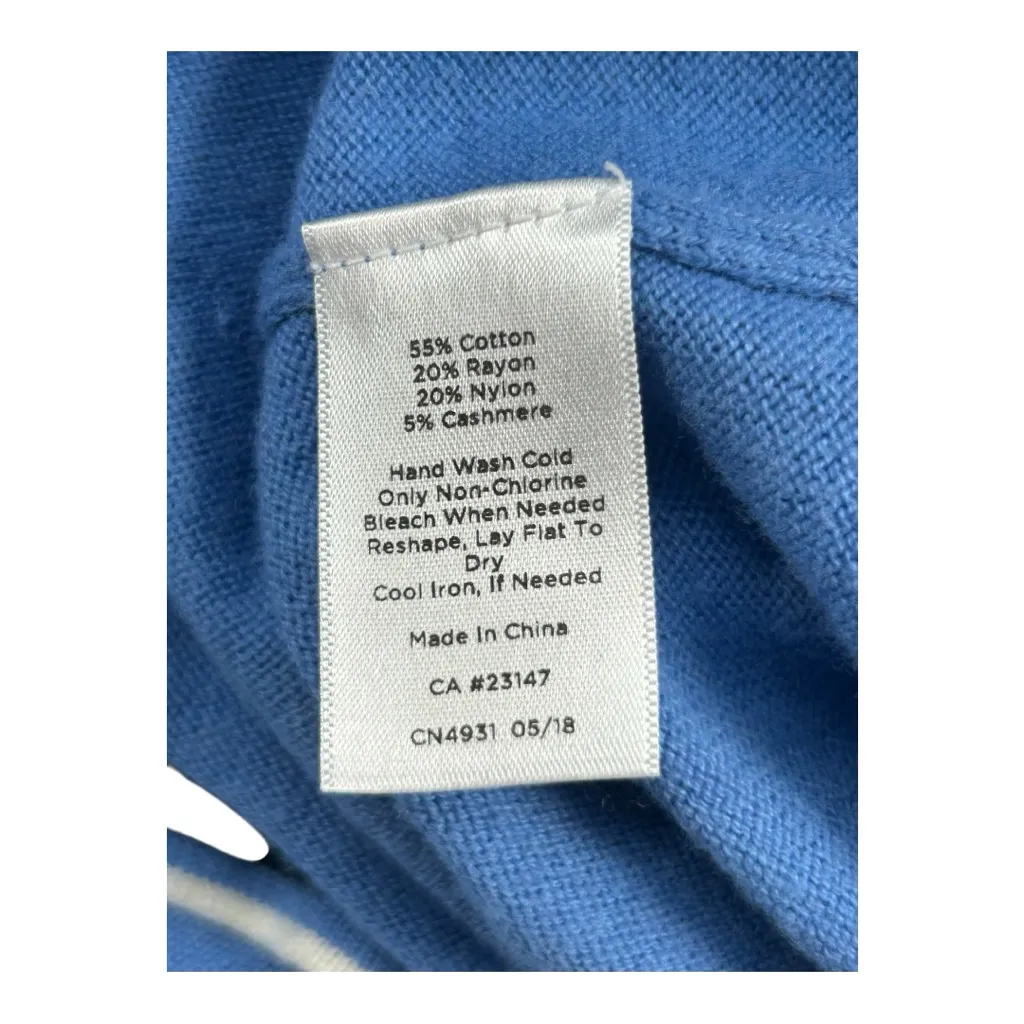 55% Cotton
20% Rayon
20% Nylon
5% Cashmere
Hand Wash Cold
Only Non-Chlorine
Bleach When Needed
Reshape, Lay Flat To
Dry
Cool Iron, If Needed
Made In China
CA #23147
CN4931 05/18